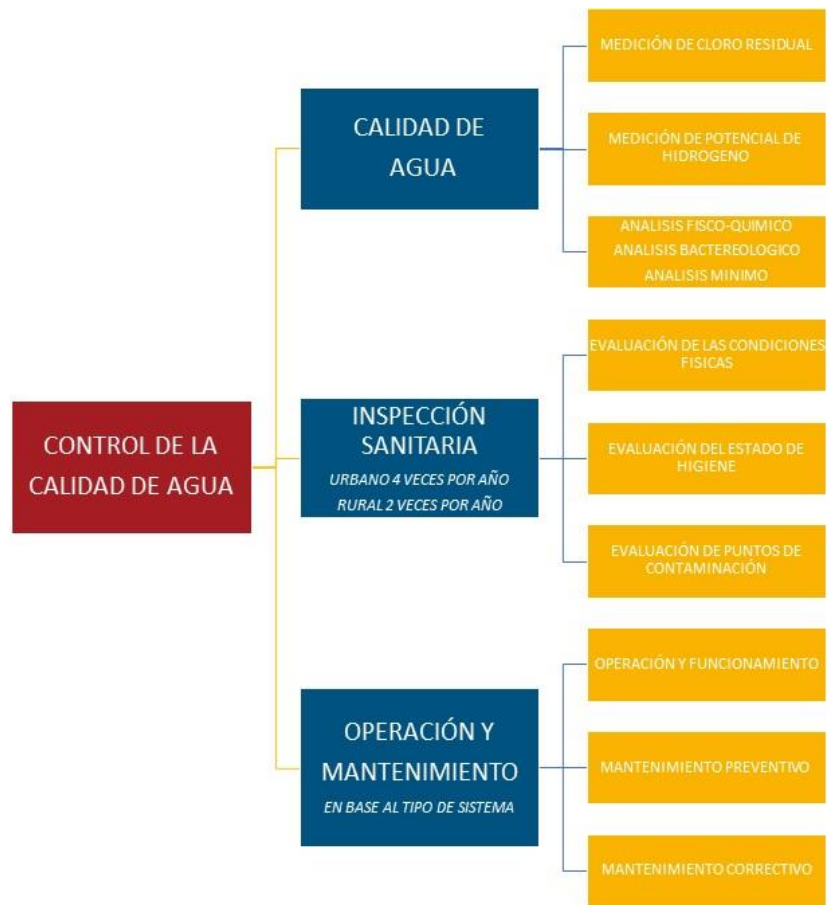 CONTROL DE LA
CALIDAD DE AGUA
CALIDAD DE
AGUA
MEDICIÓN DE CLORO RESIDUAL
MEDICIÓN DE POTENCIAL DE
HIDROGENO
ANALISIS FISCO-QUIMICO
ANALISIS BACTEREOLOGICO
ANALISIS MINIMO
INSPECCIÓN
SANITARIA
URBANO 4 VECES POR AÑO
RURAL 2 VECES POR AÑO
EVALUACIÓN DE LAS CONDICIONES
FISICAS
EVALUACIÓN DEL ESTADO DE
HIGIENE
EVALUACIÓN DE PUNTOS DE
CONTAMINACIÓN
OPERACIÓN Y
MANTENIMIENTO
EN BASE AL TIPO DE SISTEMA
OPERACIÓN Y FUNCIONAMIENTO
MANTENIMIENTO PREVENTIVO
MANTENIMIENTO CORRECTIVO